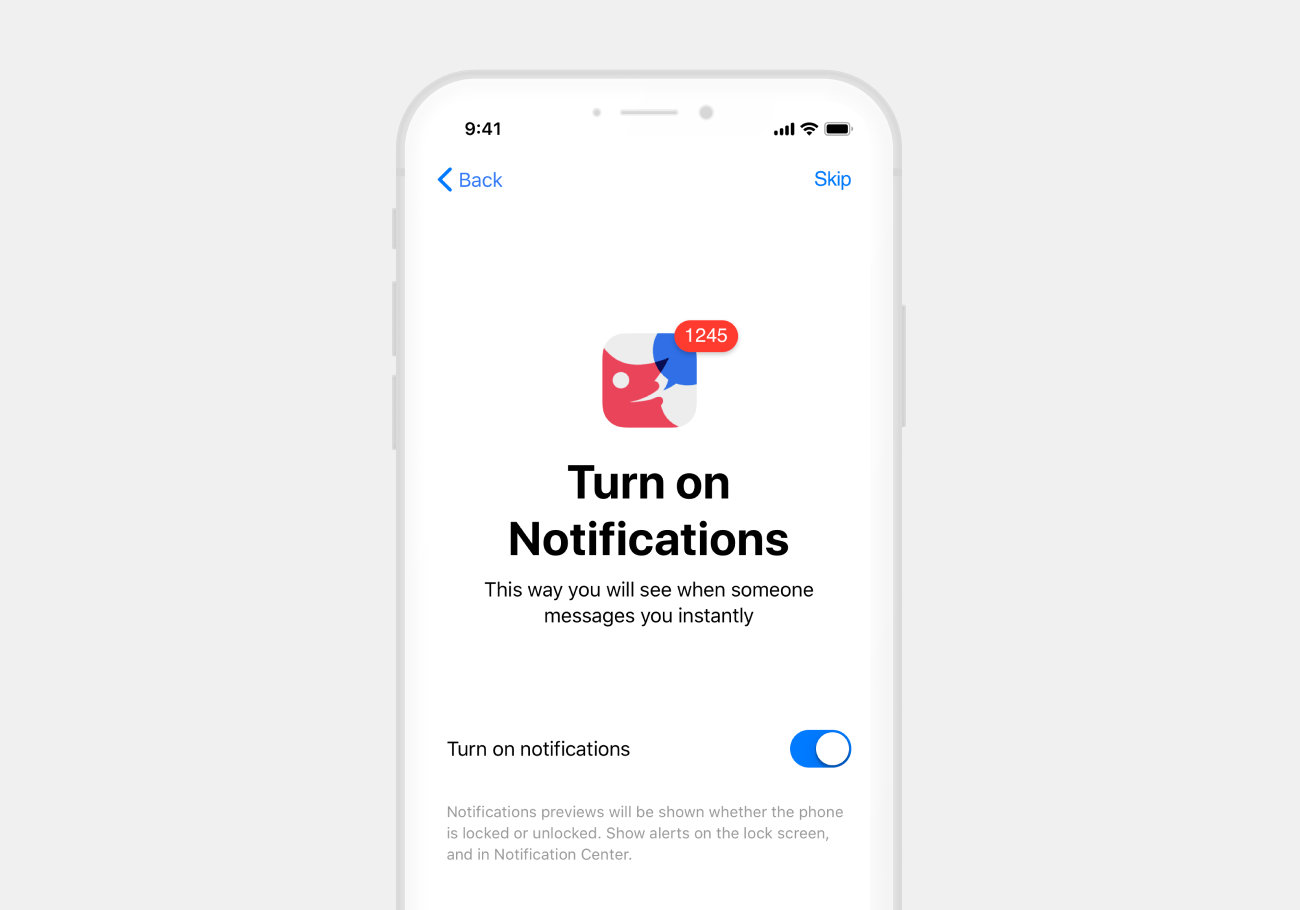 9:41
Back
Skip
1245
Turn on
Notifications
This way you will see when someone
messages you instantly
Turn on notifications
Notifications previews will be shown whether the phone
is locked or unlocked. Show alerts on the lock screen,
and in Notification Center.